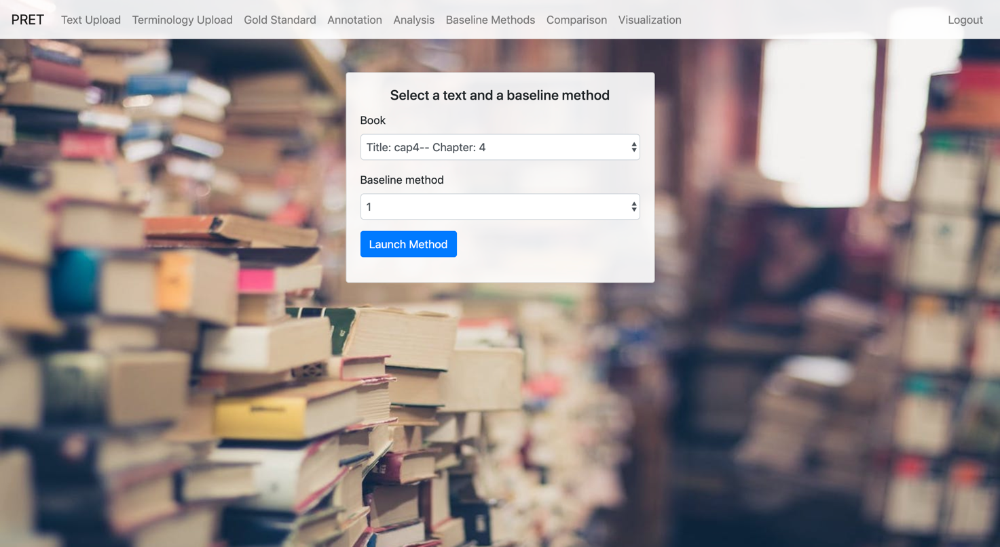 PRET Text Upload Terminology Upload Gold Standard Annotation Analysis Baseline Methods Comparison Visualization Logout
Select a text and a baseline method
Book
Title: cap4-- Chapter: 4
Baseline method
1
Launch Method